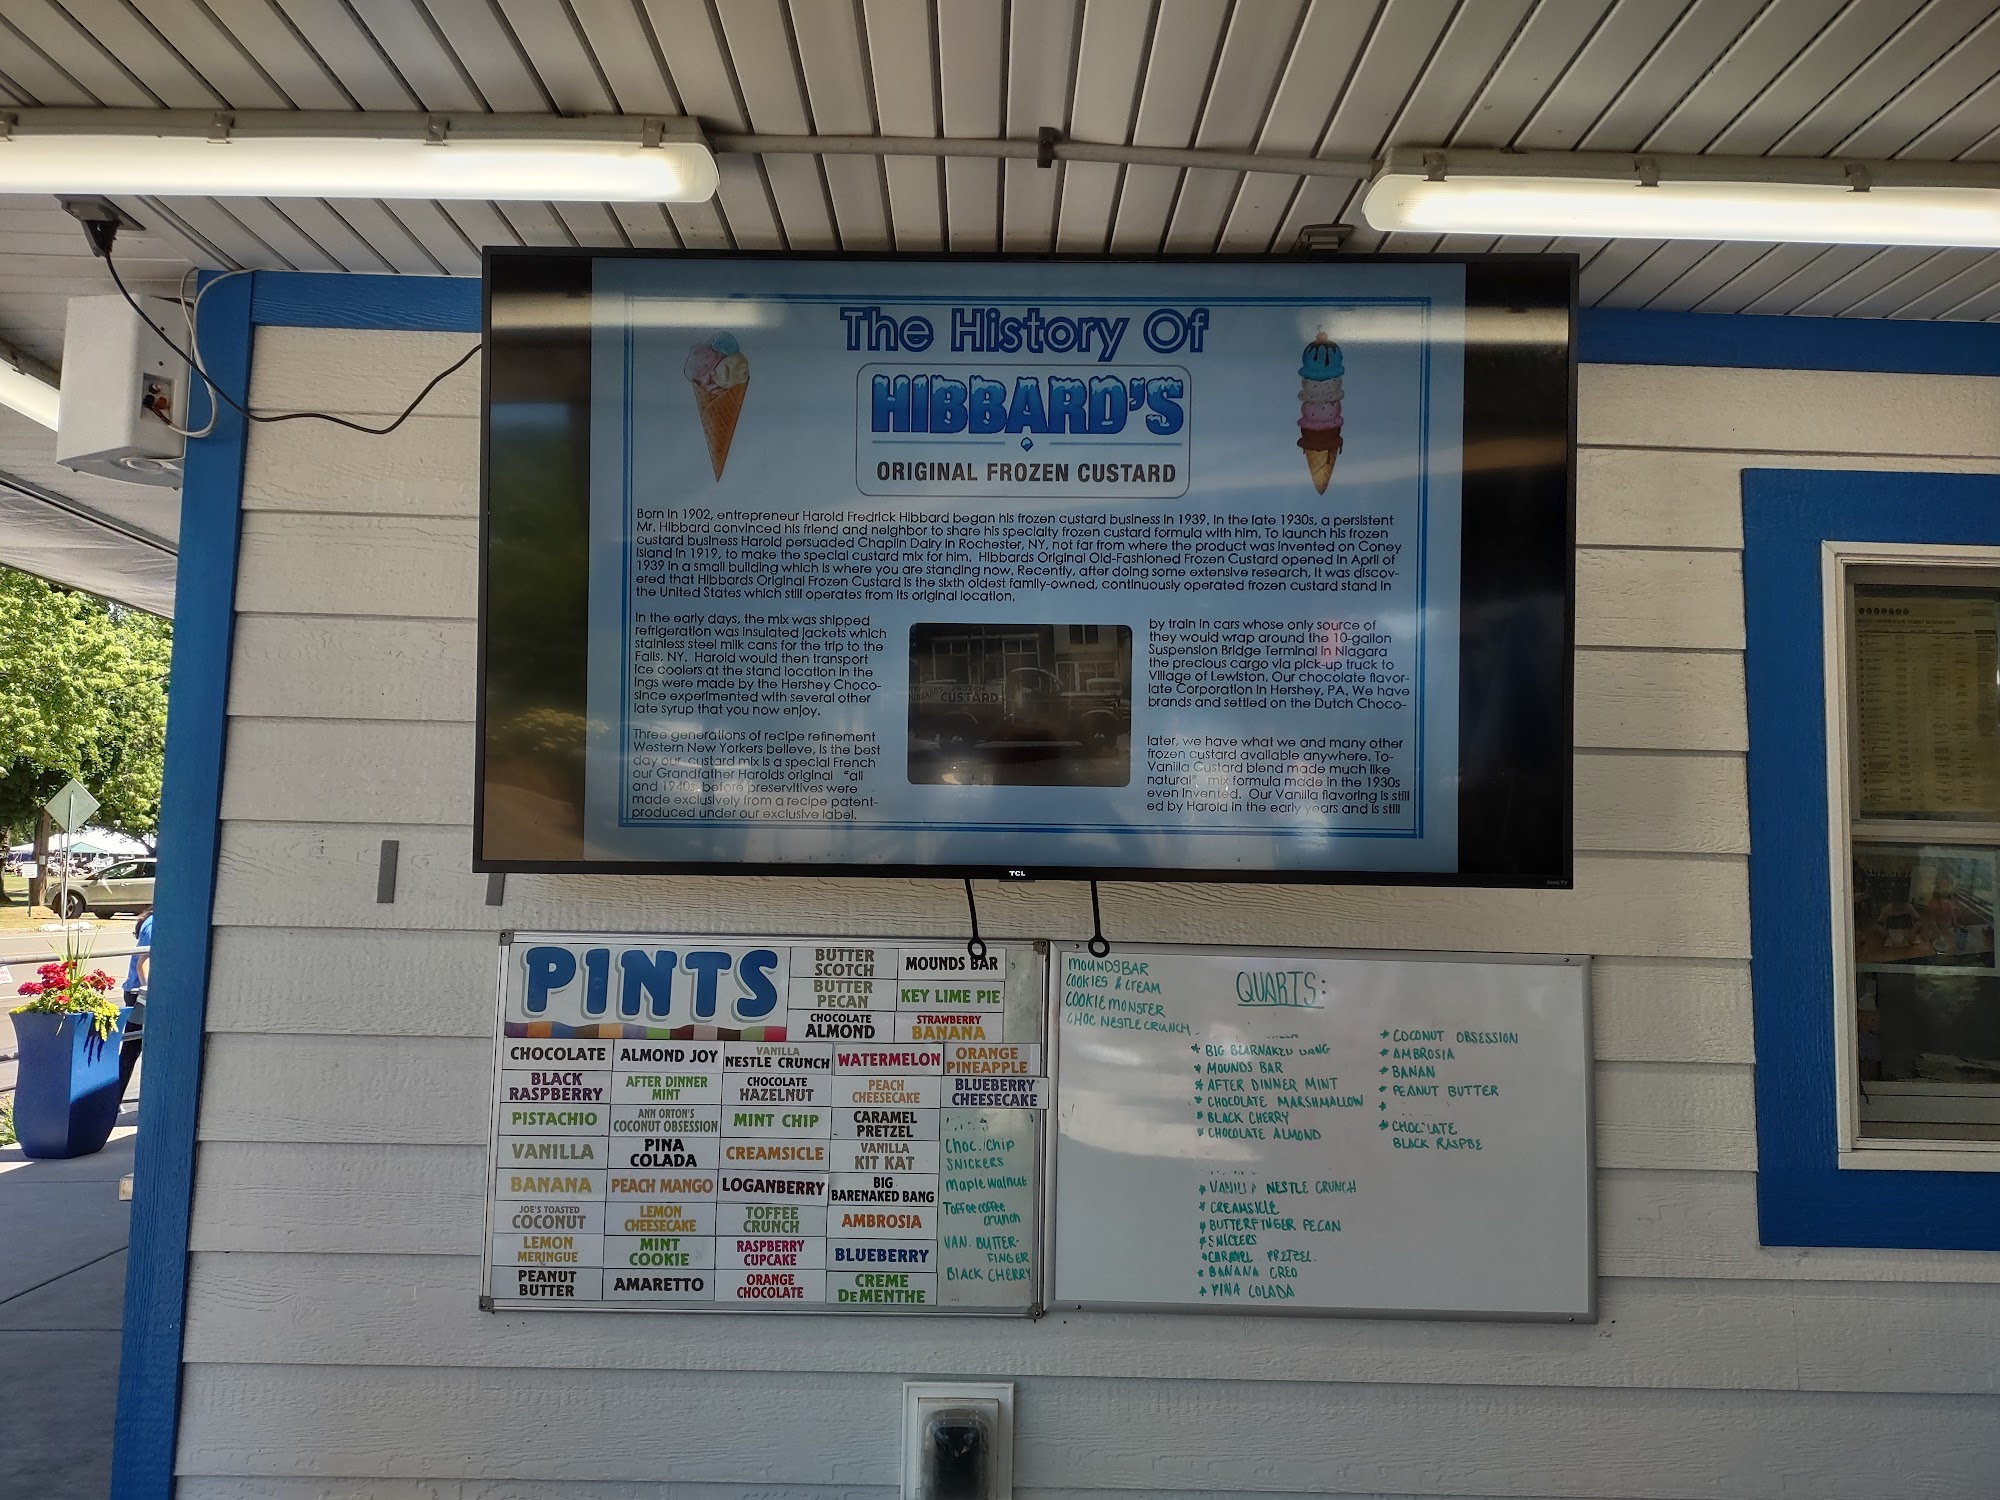 The History Of
HIBBARD'S
ORIGINAL FROZEN CUSTARD
Born in 1902, entrepreneur Harold Fredrick Hibbard began his frozen custard business in 1939. In the late 1930s, a persistent
Mr. Hibbard convinced his friend and neighbor to share his specialty frozen custard formula with him. To launch his frozen
custard business Harold persuaded Chaplin Dairy in Rochester, NY, not far from where the product was invented on Coney
Island in 1919, to make the special custard mix for him. Hibbards Original Old-Fashioned Frozen Custard opened in April of
1939 in a small building which is where you are standing now. Recently, after doing some extensive research, it was discov-
ered that Hibbards Original Frozen Custard is the sixth oldest family-owned, continuously operated frozen custard stand in
the United States which still operates from its original location.
In the early days, the mix was shipped
refrigeration was insulated jackets which
stainless steel milk cans for the trip to the
Falls, NY. Harold would then transport
ice coolers at the stand location in the
ings were made by the Hershey Choco-
since experimented with several other
late syrup that you now enjoy.
by train in cars whose only source of
they would wrap around the 10-gallon
Suspension Bridge Terminal in Niagara
the precious cargo via pick-up truck to
Village of Lewiston. Our chocolate flavor-
late Corporation in Hershey, PA. We have
brands and settled on the Dutch Choco-
CUSTARD
Three generations of recipe refinement
Western New Yorkers believe, is the best
day our custard mix is a special French
our Grandfather Harolds original "all
and 1940s, before preservitives were
made exclusively from a recipe patent-
produced under our exclusive label.
later, we have what we and many other
frozen custard available anywhere. To-
Vanilla Custard blend made much like
natural", mix formula made in the 1930s
even invented. Our Vanilla flavoring is still
ed by Harold in the early years and is still
TCL
PINTS
BUTTER
SCOTCH
MOUNDS BAR
BUTTER
PECAN
KEY LIME PIE
CHOCOLATE
ALMOND
STRAWBERRY
BANANA
CHOCOLATE
ALMOND JOY
VANILLA
NESTLE CRUNCH
WATERMELON
ORANGE
PINEAPPLE
BLACK
RASPBERRY
AFTER DINNER
MINT
CHOCOLATE
HAZELNUT
PEACH
CHEESECAKE
BLUEBERRY
CHEESECAKE
PISTACHIO
ANN ORTON'S
COCONUT OBSESSION
MINT CHIP
CARAMEL
PRETZEL
VANILLA
PINA
COLADA
CREAMSICLE
VANILLA
KIT KAT
BANANA
PEACH MANGO
LOGANBERRY
BIG
BARENAKED BANG
JOE'S TOASTED
COCONUT
LEMON
CHEESECAKE
TOFFEE
CRUNCH
AMBROSIA
LEMON
MERINGUE
MINT
COOKIE
RASPBERRY
CUPCAKE
BLUEBERRY
PEANUT
BUTTER
AMARETTO
ORANGE
CHOCOLATE
CREME
DeMENTHE
Choc. Chip
SNICKERS
Maple Walnut
Toffee coffee
crunch
VAN. BUTTER-
FINGER
BLACK CHERRY
MOUNDSBAR
COOKIES & CREAM
COOKIE MONSTER
CHOC NESTLE CRUNCH
QUARTS:
* BIG BEARNAKED BANG
* MOUNDS BAR
* AFTER DINNER MINT
* CHOCOLATE MARSHMALLOW
* BLACK CHERRY
* CHOCOLATE ALMOND
* VANILL NESTLE CRUNCH
* CREAMSICLE
* BUTTERFINGER PECAN
* SNICKERS
* CARAMEL PRETZEL
* BANANA OREO
* PINA COLADA
* COCONUT OBSESSION
* AMBROSIA
* BANAN
* PEANUT BUTTER
* CHOC LATE
BLACK RASPBE